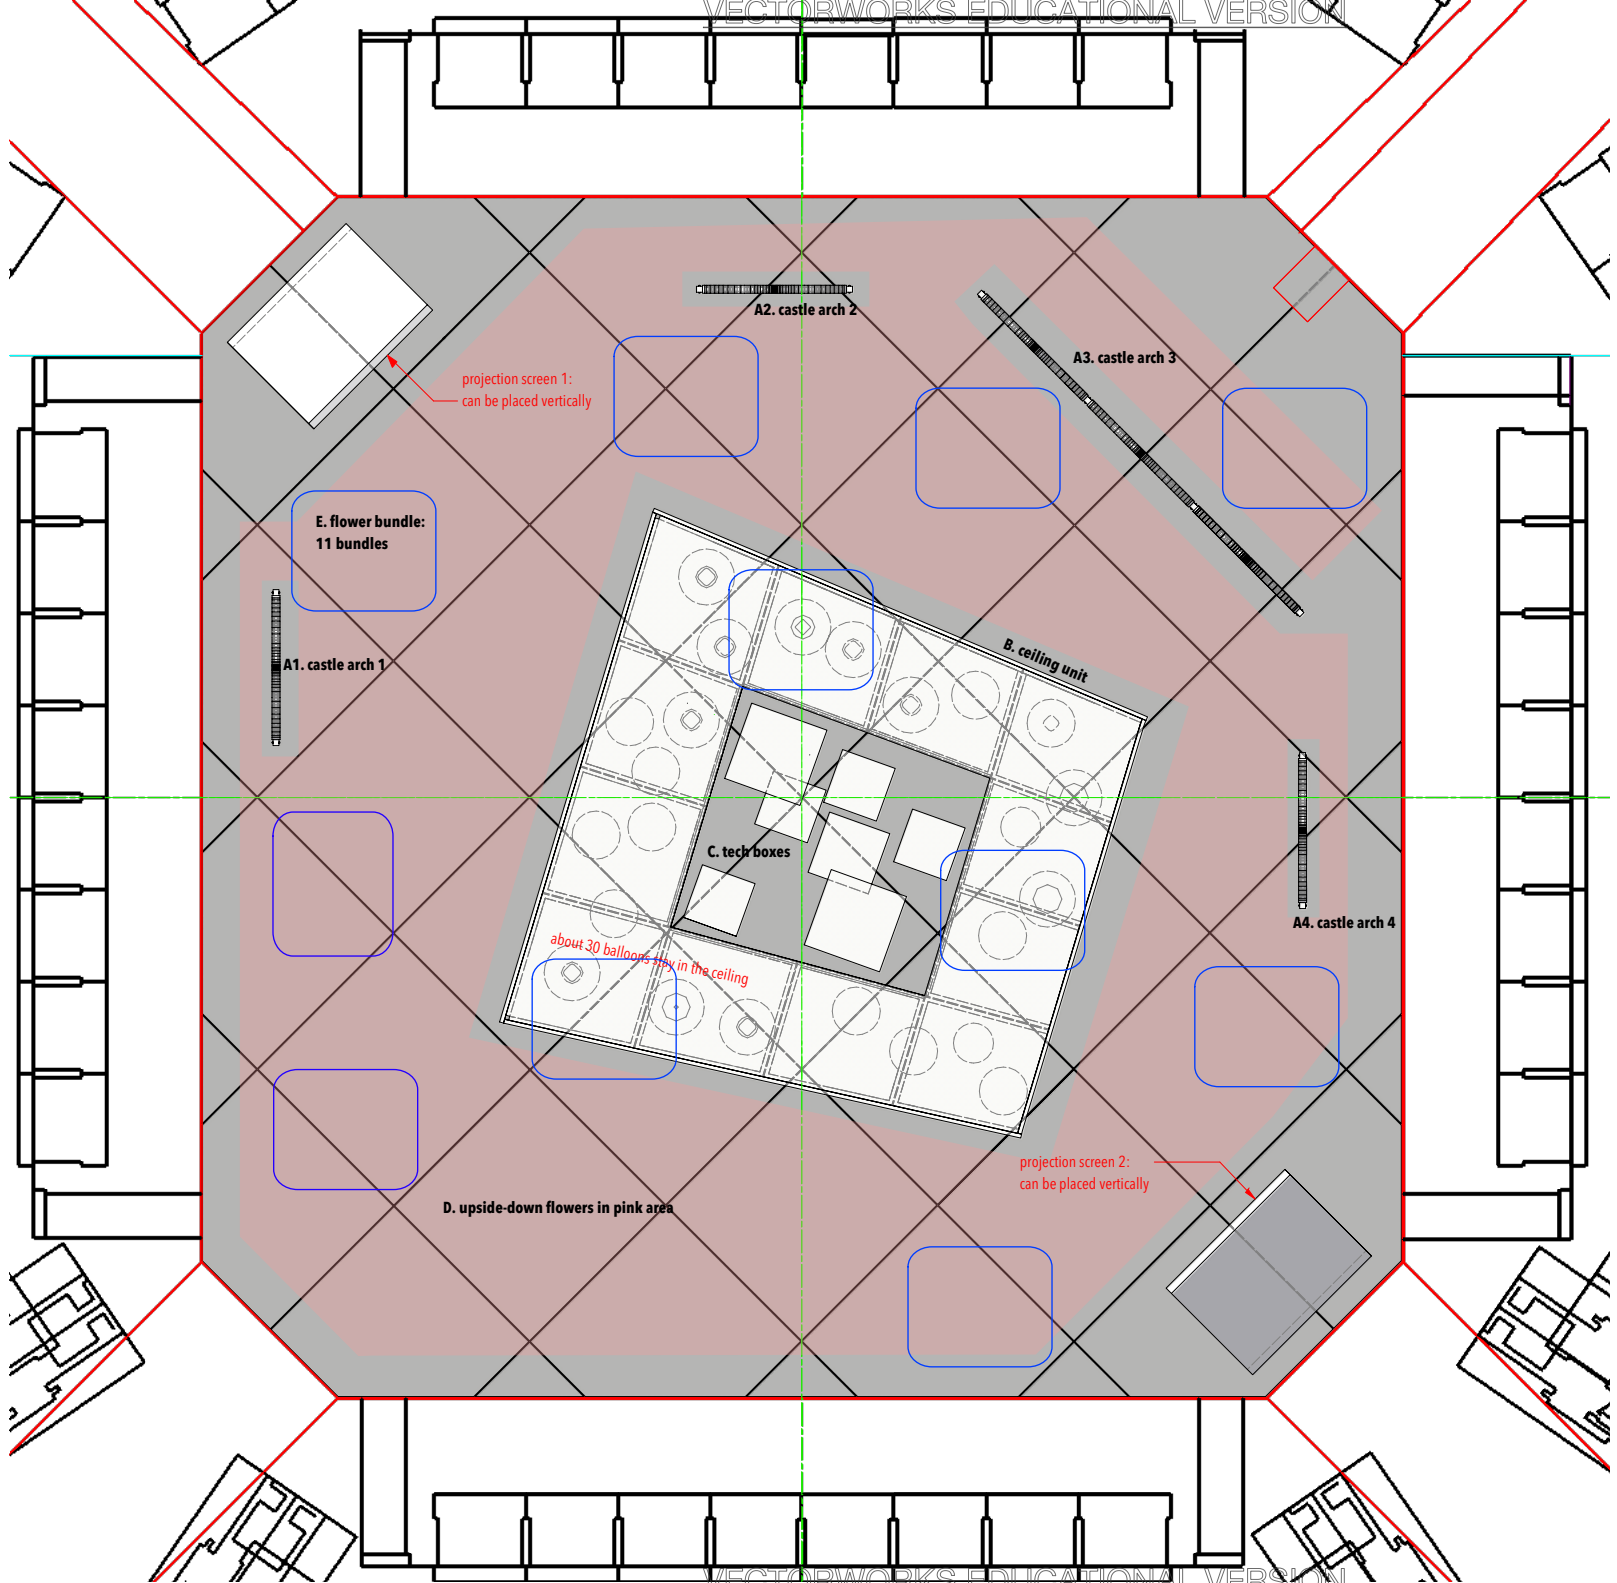 VECTORWORKS EDUCATIONAL VERSION
A2. castle arch 2
A3. castle arch 3
projection screen 1:
can be placed vertically
E. flower bundle:
11 bundles
B. ceiling unit
A1. castle arch 1
C. tech boxes
A4. castle arch 4
about 30 balloons stay in the ceiling
projection screen 2:
can be placed vertically
D. upside-down flowers in pink area
VECTORWORKS EDUCATIONAL VERSION